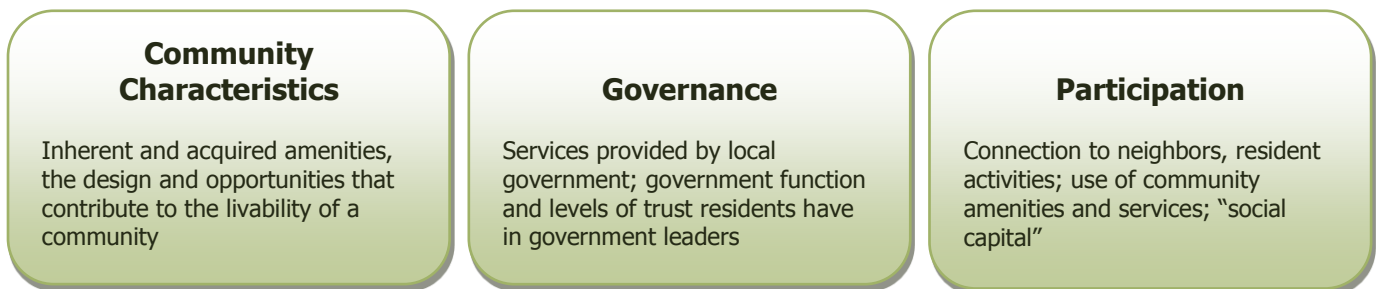 Community
Characteristics
Inherent and acquired amenities,
the design and opportunities that
contribute to the livability of a
community
Governance
Services provided by local
government; government function
and levels of trust residents have
in government leaders
Participation
Connection to neighbors, resident
activities; use of community
amenities and services; “social
capital”